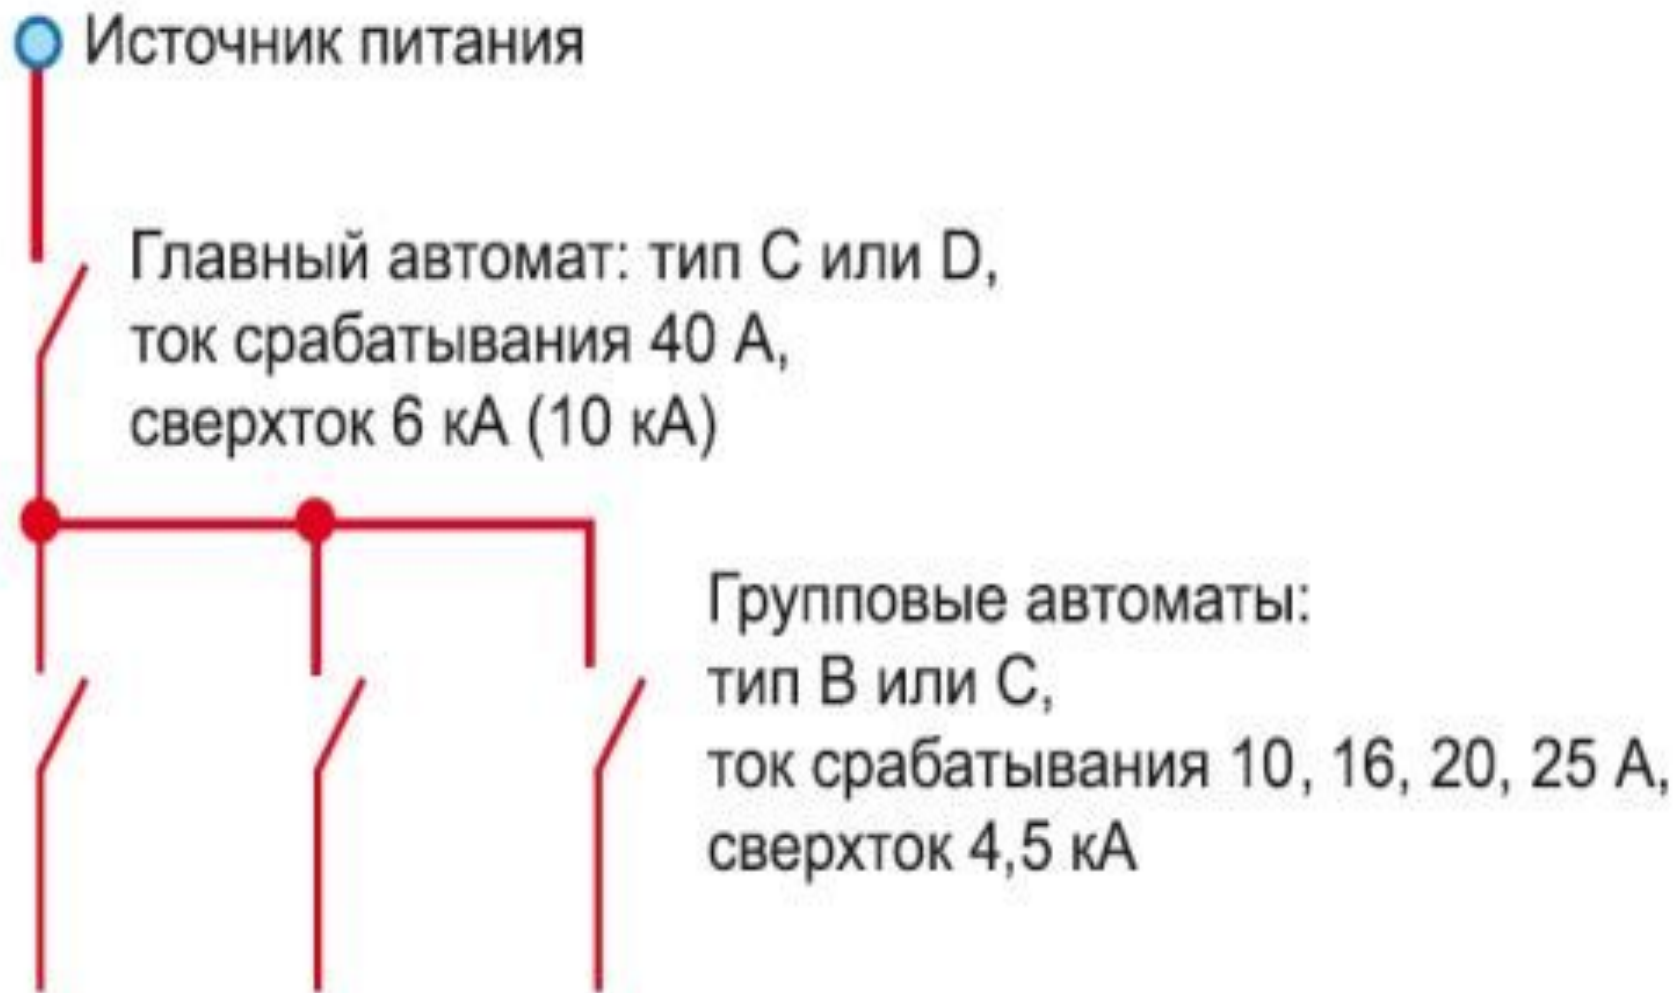 Источник питания
Главный автомат: тип C или D,
ток срабатывания 40 А,
сверхток 6 кА (10 кА)
Групповые автоматы:
тип B или C,
ток срабатывания 10, 16, 20, 25 А,
сверхток 4,5 кА